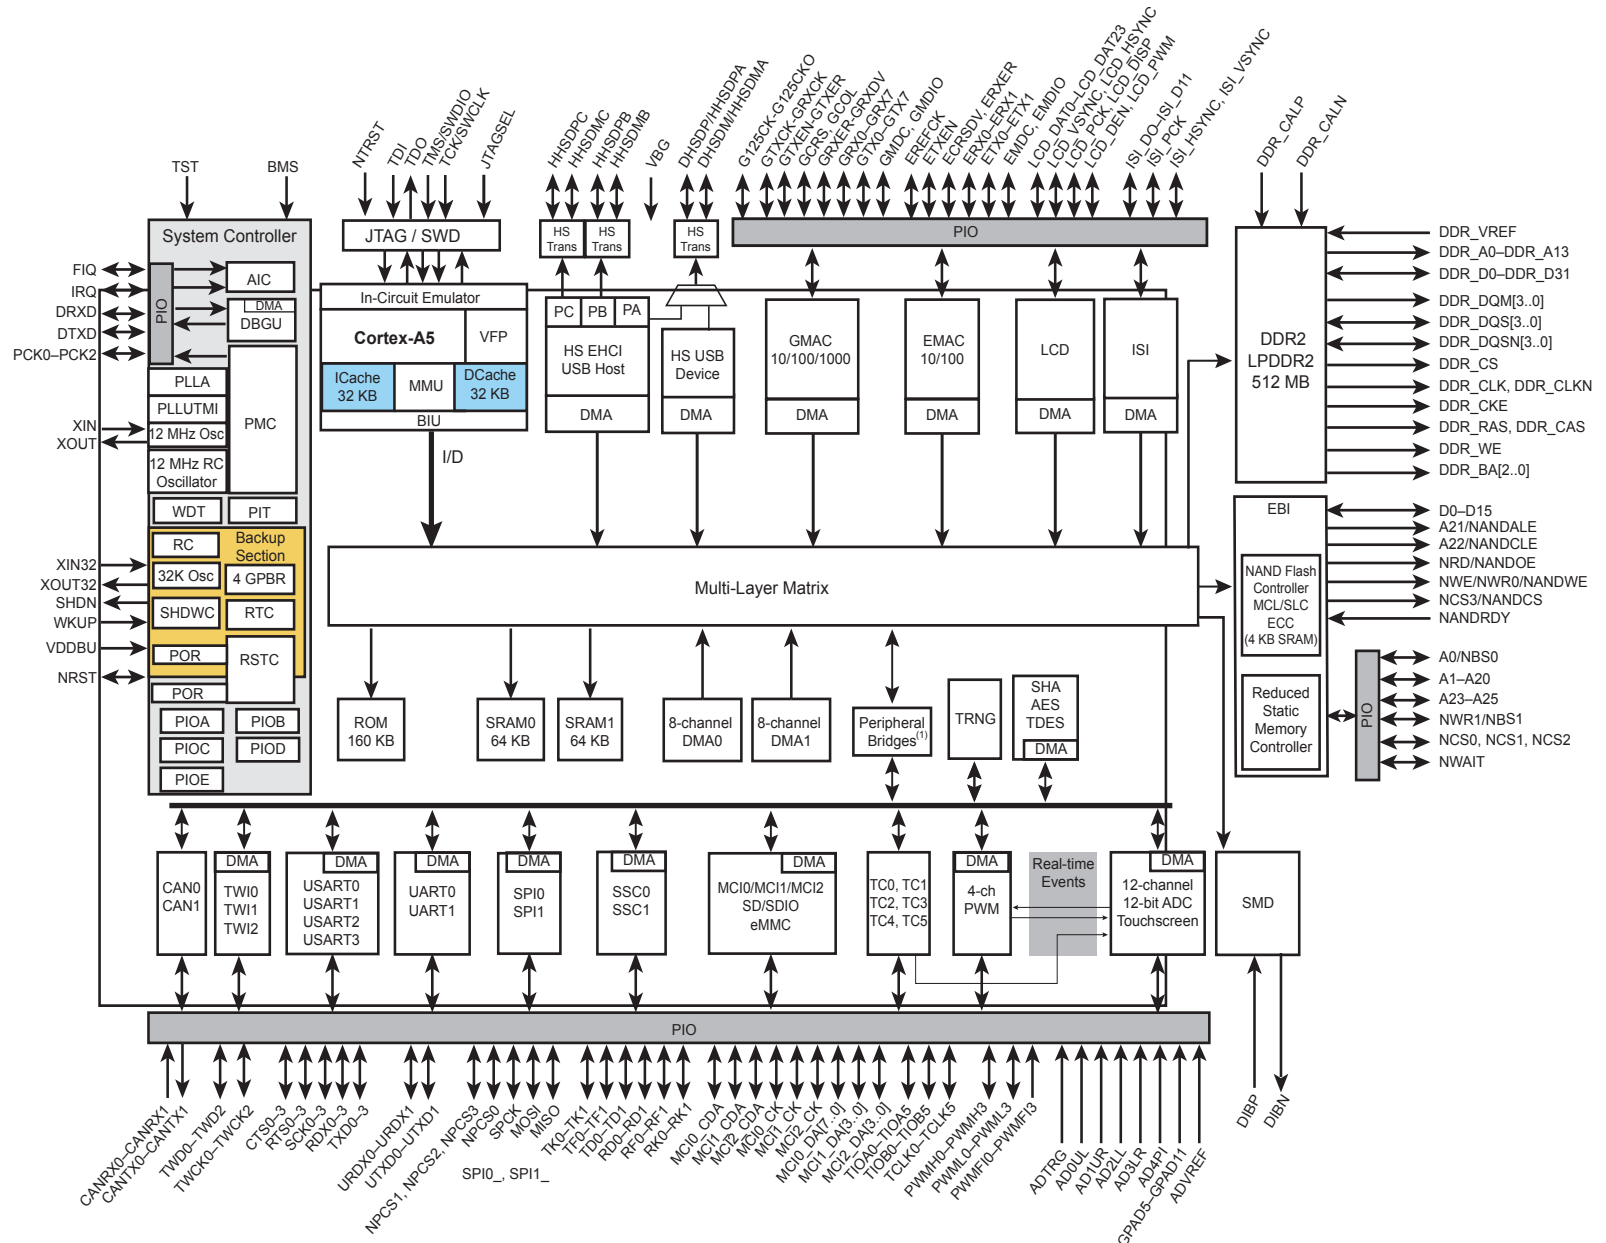 NTRST
TDI
TDO
TMS/SWDIO
TCK/SWCLK
JTAGSEL
HHSDPC
HHSDMC
HHSDPB
HHSDMB
VBG
DHSDP/HHSDPA
DHSDM/HHSDMA
G125CK-G125CKO
GTXCK-GRXCK
GTXEN-GTXER
GCRS, GCOL
GRXER-GRXDV
GRX0–GRX7
GTX0–GTX7
GMDC, GMDIO
EREFCK
ETXEN
ECRSDV, ERXER
ERX0–ERX1
ETX0–ETX1
EMDC, EMDIO
LCD_DAT0–LCD_DAT23
LCD_VSYNC, LCD_HSYNC
LCD_PCK, LCD_DISP
LCD_DEN, LCD_PWM
ISI_DO–ISI_D11
ISI_PCK
ISI_HSYNC, ISI_VSYNC
DDR_CALP
DDR_CALN
TST
BMS
System Controller
JTAG / SWD
HS
Trans
HS
Trans
HS
Trans
PIO
FIQ
IRQ
DRXD
DTXD
PCK0–PCK2
PIO
AIC
DMA
DBGU
PLLA
PLLUTMI
12 MHz Osc
12 MHz RC
Oscillator
PMC
WDT
PIT
XIN
XOUT
RC
Backup
Section
32K Osc
4 GPBR
SHDWC
RTC
POR
RSTC
POR
XIN32
XOUT32
SHDN
WKUP
VDDBU
NRST
PIOA
PIOB
PIOC
PIOD
PIOE
In-Circuit Emulator
Cortex-A5
VFP
ICache
32 KB
MMU
DCache
32 KB
BIU
I/D
PC
PB
PA
HS EHCI
USB Host
DMA
HS USB
Device
DMA
GMAC
10/100/1000
DMA
EMAC
10/100
DMA
LCD
DMA
ISI
DMA
DDR2
LPDDR2
512 MB
DDR_VREF
DDR_A0–DDR_A13
DDR_D0–DDR_D31
DDR_DQM[3..0]
DDR_DQS[3..0]
DDR_DQSN[3..0]
DDR_CS
DDR_CLK, DDR_CLKN
DDR_CKE
DDR_RAS, DDR_CAS
DDR_WE
DDR_BA[2..0]
EBI
NAND Flash
Controller
MCL/SLC
ECC
(4 KB SRAM)
Reduced
Static
Memory
Controller
PIO
D0–D15
A21/NANDALE
A22/NANDCLE
NRD/NANDOE
NWE/NWR0/NANDWE
NCS3/NANDCS
NANDRDY
A0/NBS0
A1–A20
A23–A25
NWR1/NBS1
NCS0, NCS1, NCS2
NWAIT
Multi-Layer Matrix
ROM
160 KB
SRAM0
64 KB
SRAM1
64 KB
8-channel
DMA0
8-channel
DMA1
Peripheral
Bridges(1)
TRNG
SHA
AES
TDES
DMA
CAN0
CAN1
DMA
TWI0
TWI1
TWI2
DMA
USART0
USART1
USART2
USART3
DMA
UART0
UART1
DMA
SPI0
SPI1
DMA
SSC0
SSC1
DMA
MCI0/MCI1/MCI2
SD/SDIO
eMMC
TC0, TC1
TC2, TC3
TC4, TC5
DMA
4-ch
PWM
Real-time
Events
DMA
12-channel
12-bit ADC
Touchscreen
SMD
PIO
CANRX0–CANRX1
CANTX0–CANTX1
TWD0–TWD2
TWCK0–TWCK2
CTS0–3
RTS0–3
SCK0–3
RDX0–3
TXD0–3
URDX0–URDX1
UTXD0–UTXD1
NPCS1, NPCS2, NPCS3
NPCS0
SPCK
MOSI
MISO
SPI0_, SPI1_
TK0–TK1
TF0–TF1
TD0–TD1
RD0–RD1
RF0–RF1
RK0–RK1
MCI0_CDA
MCI1_CDA
MCI2_CDA
MCI0_CK
MCI1_CK
MCI2_CK
MCI0_DA[7..0]
MCI1_DA[3..0]
MCI2_DA[3..0]
TIOA0–TIOA5
TIOB0–TIOB5
TCLK0–TCLK5
PWMH0–PWMH3
PWML0–PWML3
PWMFI0–PWMFI3
ADTRG
AD0UL
AD1UR
AD2LL
AD3LR
AD4PI
GPAD5–GPAD11
ADVREF
DIBP
DIBN